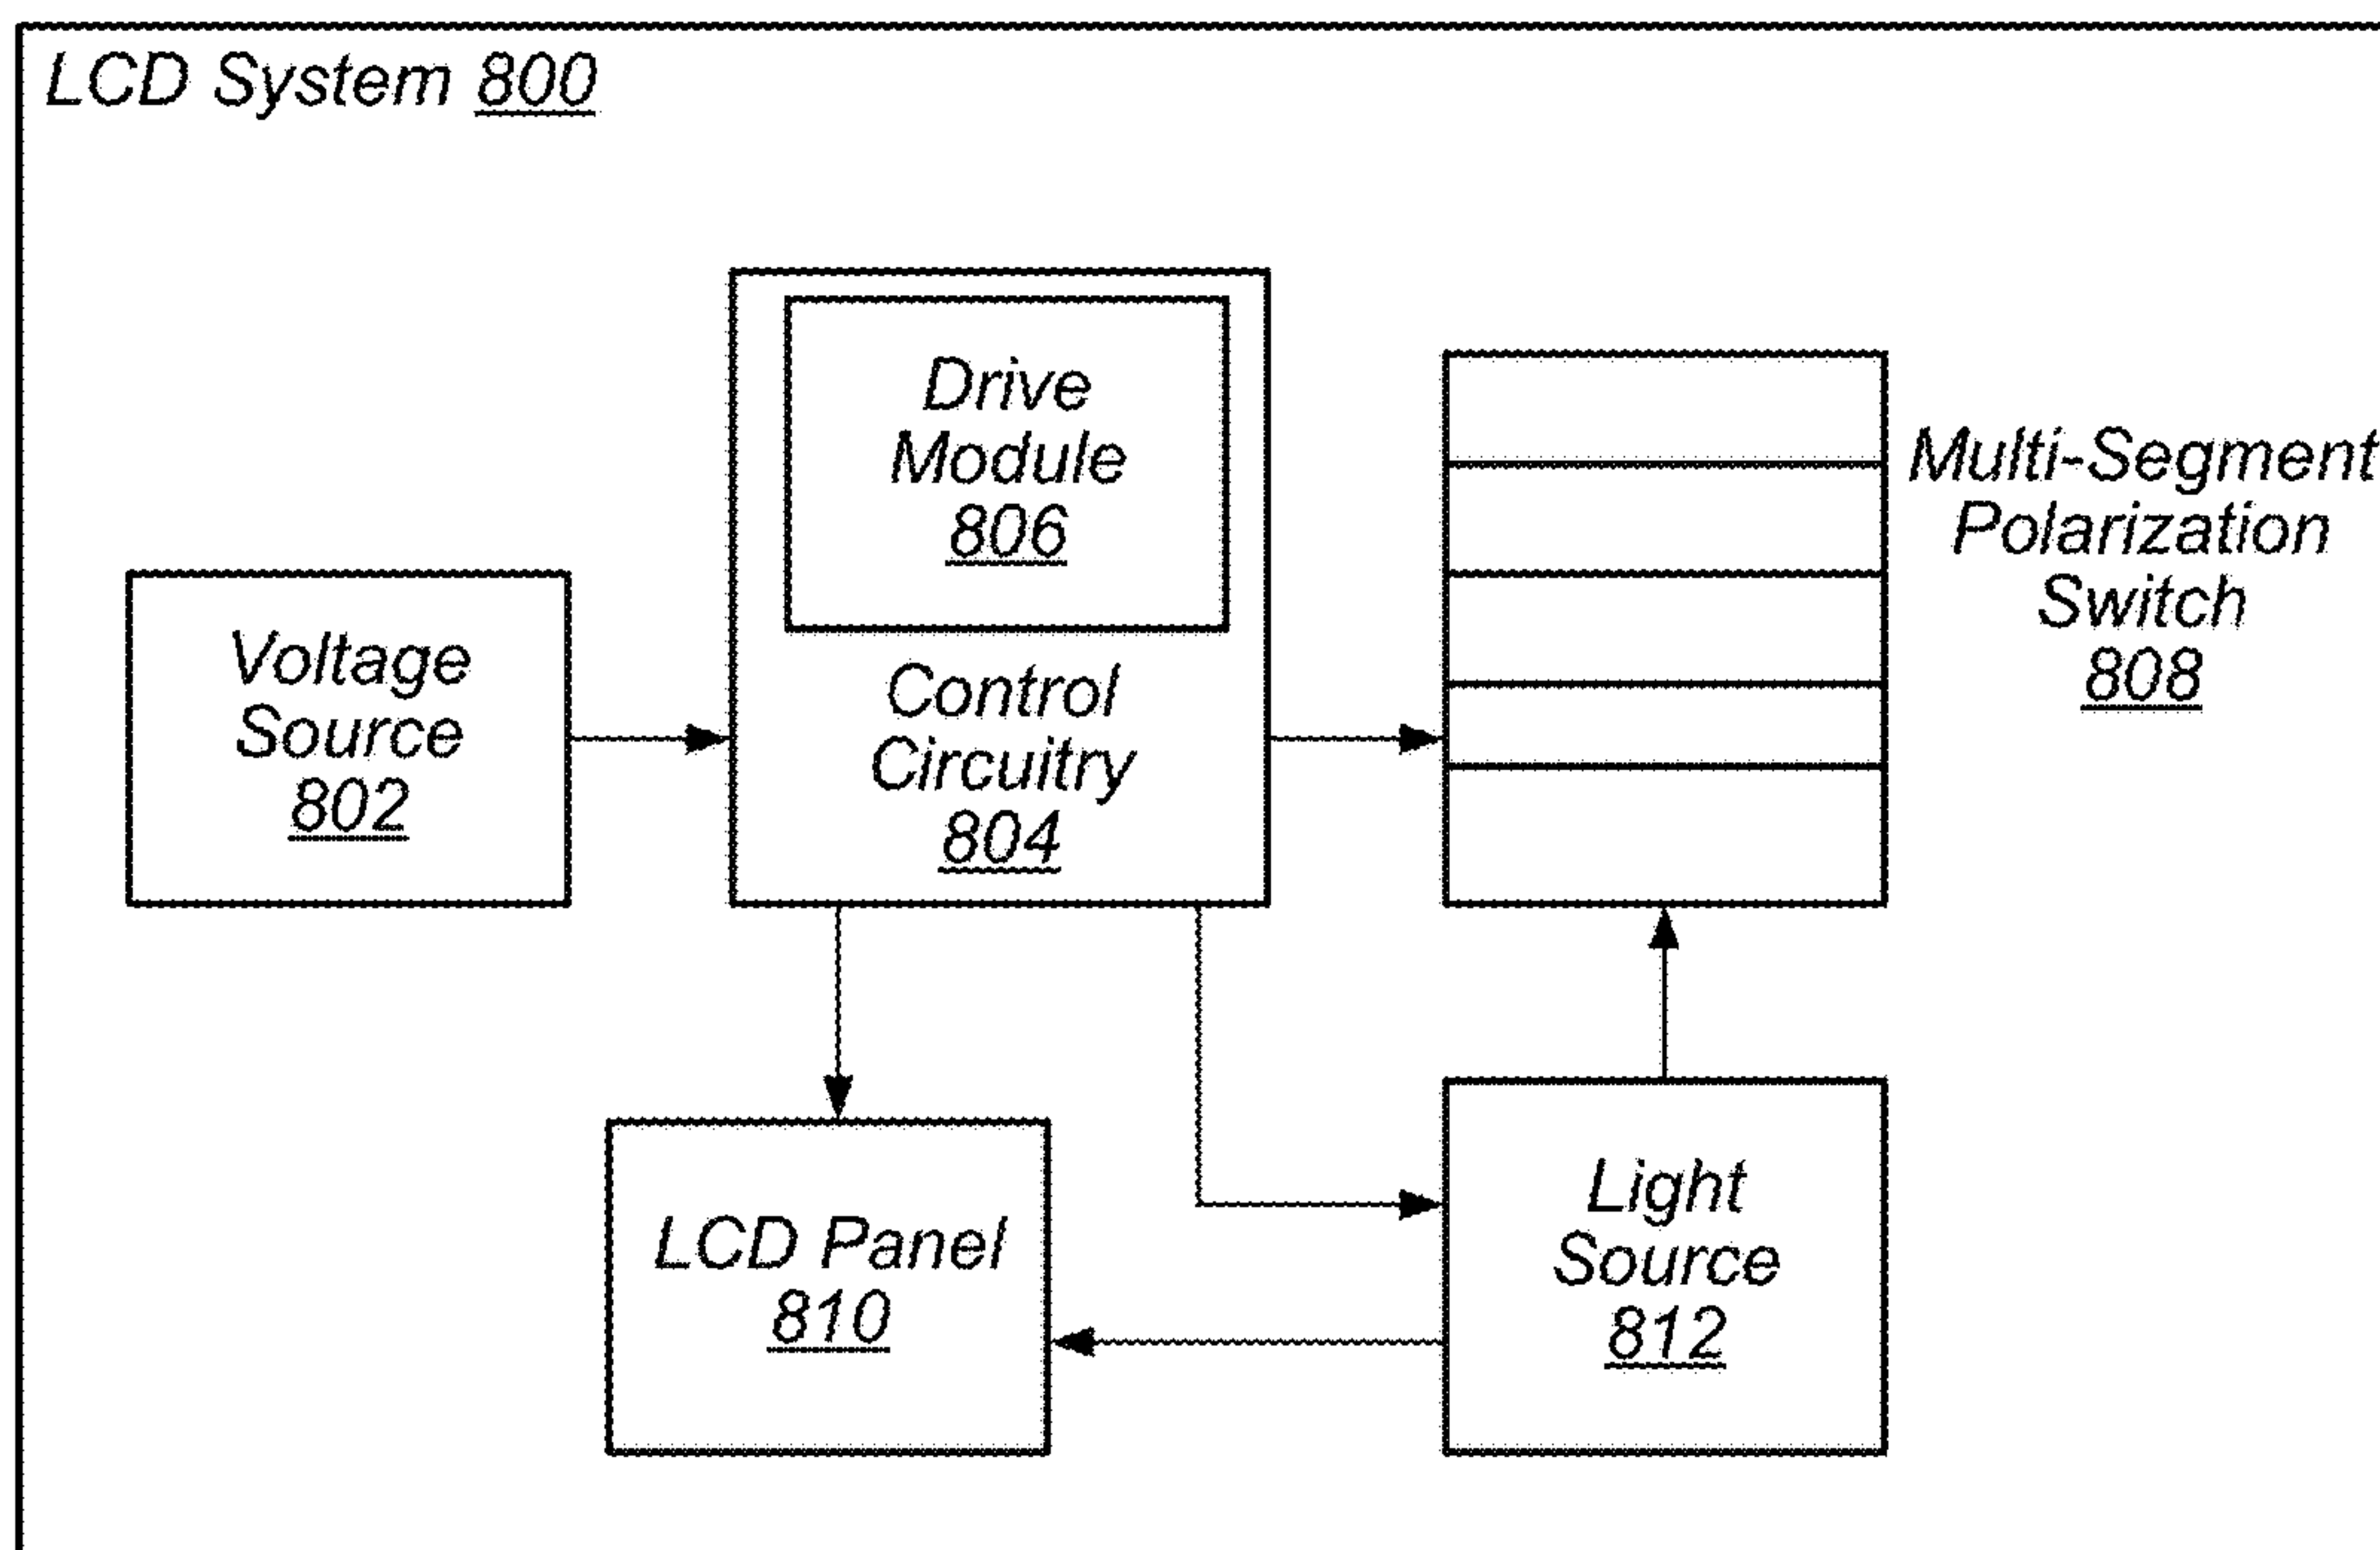 LCD System 800
Drive
Module
806
Control
Circuitry
804
Voltage
Source
802
Multi-Segment
Polarization
Switch
808
LCD Panel
810
Light
Source
812